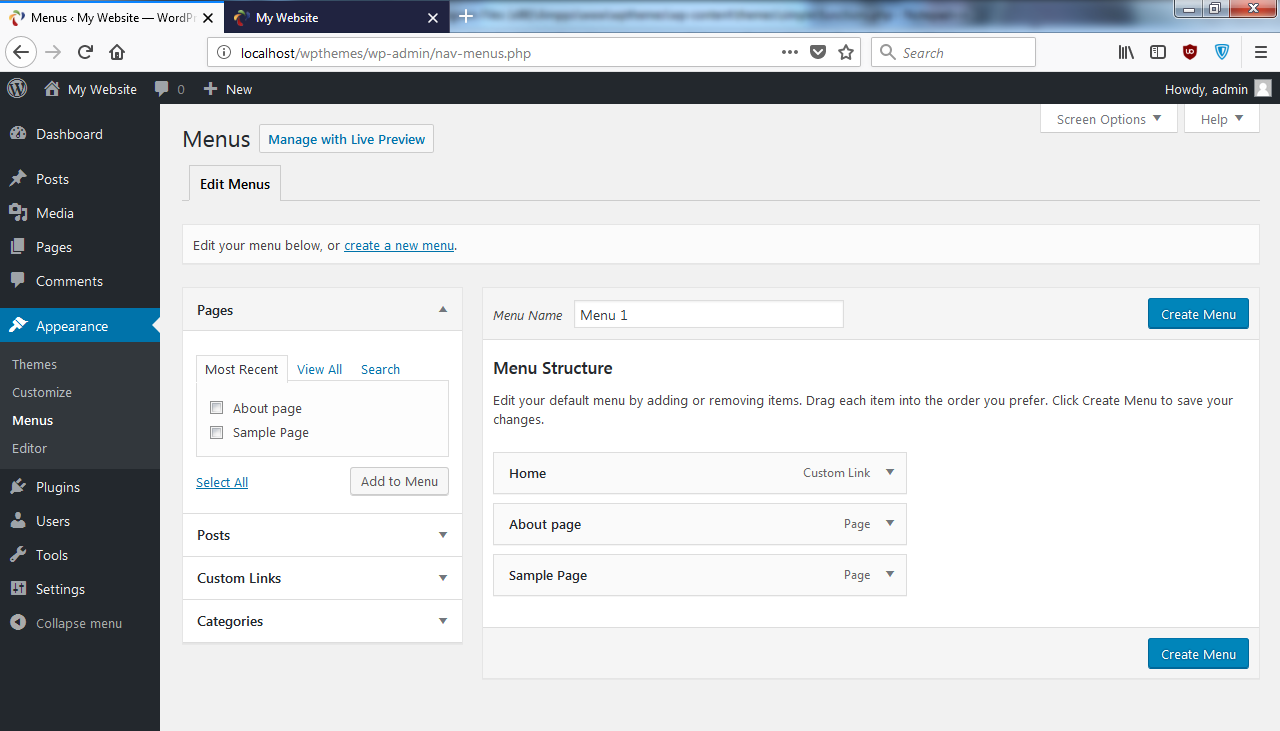 Menus ‹ My Website — WordPr
My Website
localhost/wpthemes/wp-admin/nav-menus.php
Search
My Website
0
New
Howdy, admin
Dashboard
Posts
Media
Pages
Comments
Appearance
Themes
Customize
Menus
Editor
Plugins
Users
Tools
Settings
Collapse menu
Screen Options
Help
Menus
Manage with Live Preview
Edit Menus
Edit your menu below, or create a new menu.
Pages
Most Recent
View All
Search
About page
Sample Page
Select All
Add to Menu
Posts
Custom Links
Categories
Menu Name
Menu 1
Create Menu
Menu Structure
Edit your default menu by adding or removing items. Drag each item into the order you prefer. Click Create Menu to save your
changes.
Home
Custom Link
About page
Page
Sample Page
Page
Create Menu